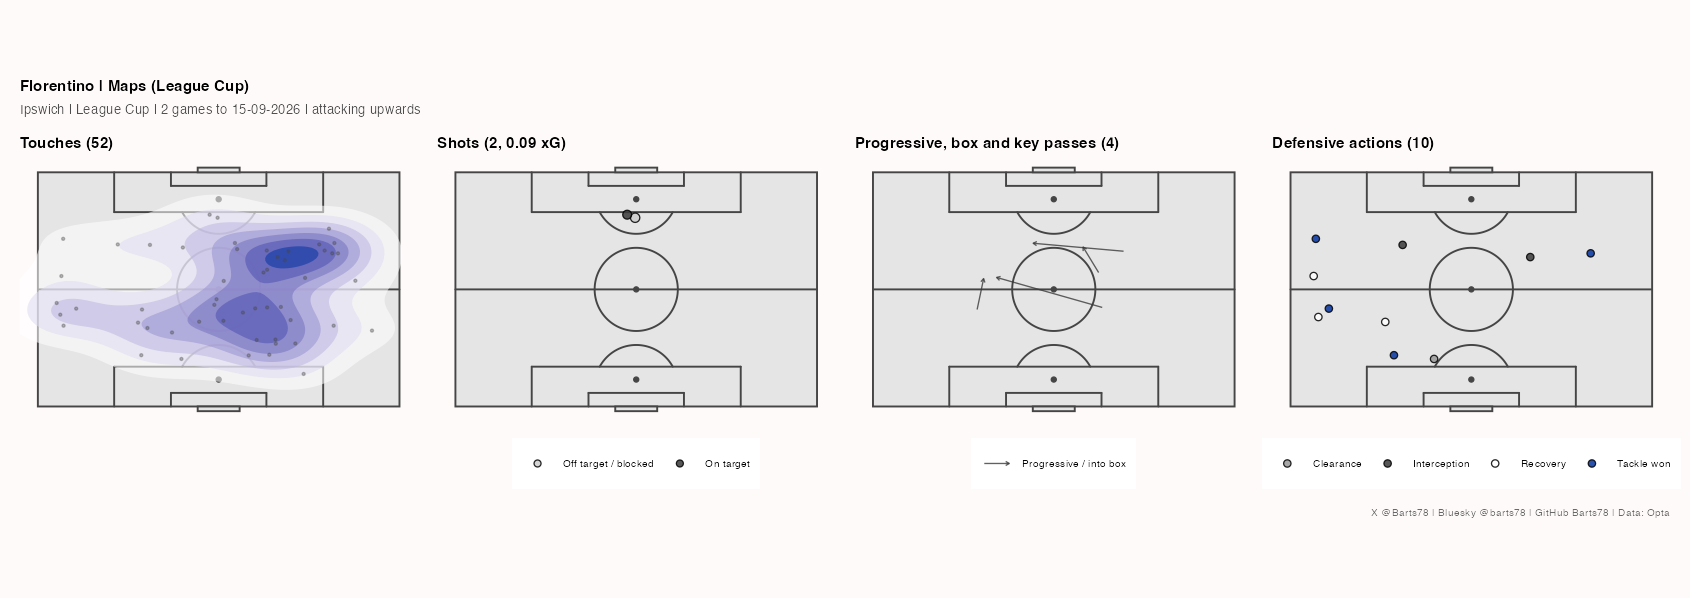 Florentino | Maps (League Cup)
Ipswich | League Cup | 2 games to 15-09-2026 | attacking upwards
Touches (52)
Shots (2, 0.09 xG)
Progressive, box and key passes (4)
Defensive actions (10)
Off target / blocked
On target
Progressive / into box
Clearance
Interception
Recovery
Tackle won
X @Barts78 | Bluesky @barts78 | GitHub Barts78 | Data: Opta